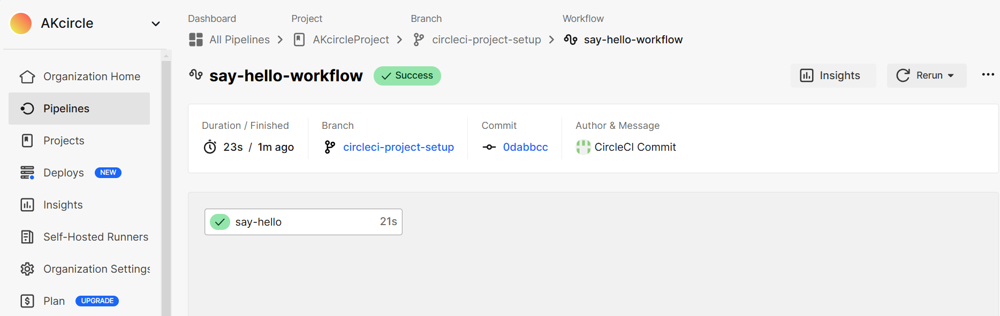 AKcircle
Organization Home
Pipelines
Projects
Deploys NEW
Insights
Self-Hosted Runners
Organization Settings
Plan UPGRADE
Dashboard Project Branch Workflow
All Pipelines AKcircleProject circleci-project-setup say-hello-workflow
say-hello-workflow Success Insights Rerun
Duration / Finished Branch Commit Author & Message
23s / 1m ago circleci-project-setup 0dabbcc CircleCI Commit
say-hello 21s